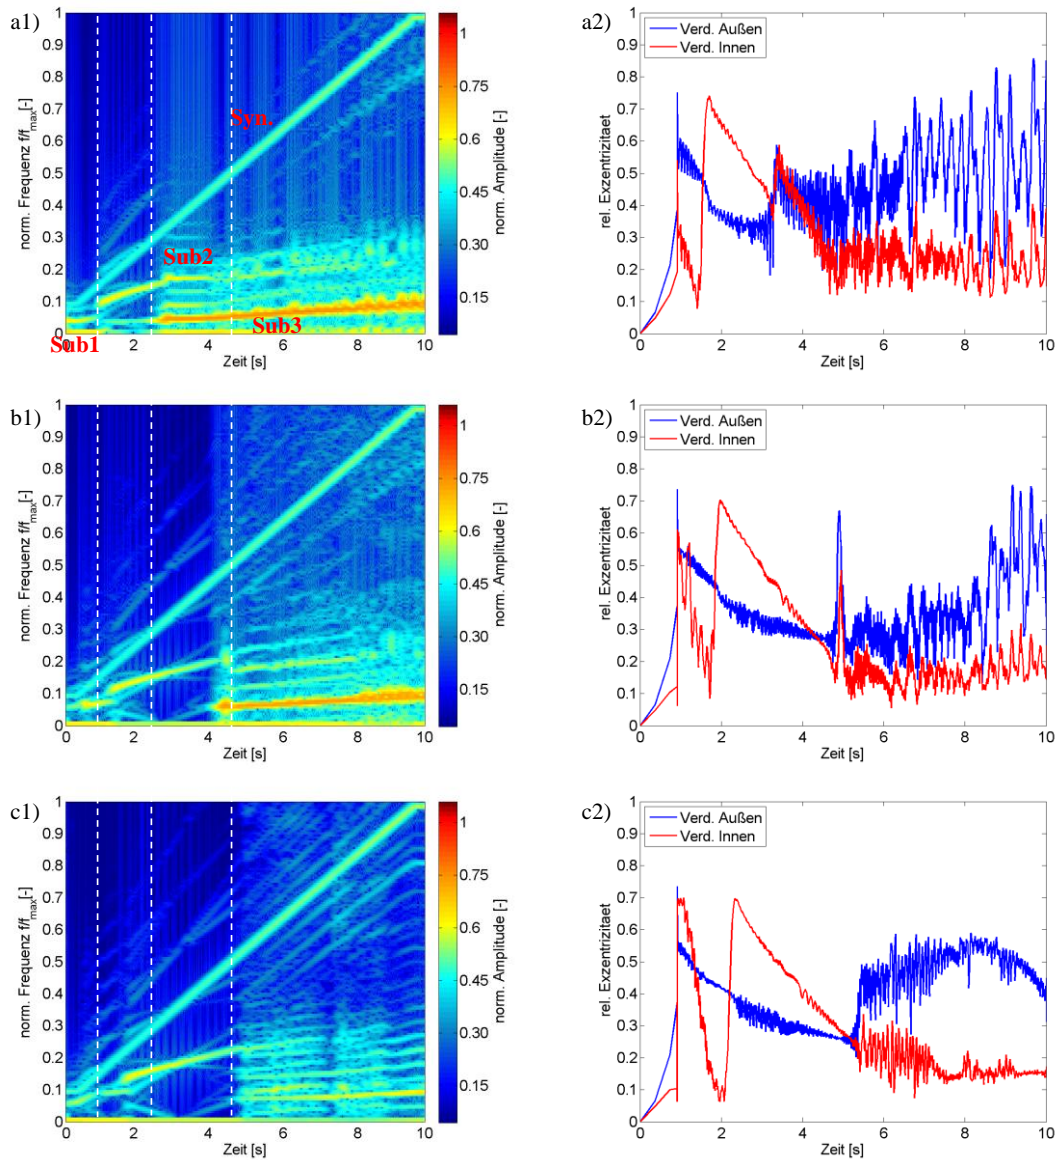 a1)
norm. Frequenz f/f_max[-]
1
0.9
0.8
0.7
0.6
0.5
0.4
0.3
0.2
0.1
0
Syn.
Sub2
Sub3
Sub1
0 2 4 6 8 10
Zeit [s]
1
0.75
0.45
0.30
0.15
norm. Amplitude [-]
a2)
Verd. Außen
Verd. Innen
rel. Exzentrizitaet
1
0.9
0.8
0.7
0.6
0.5
0.4
0.3
0.2
0.1
0
0 2 4 6 8 10
Zeit [s]
b1)
norm. Frequenz f/f_max[-]
1
0.9
0.8
0.7
0.6
0.5
0.4
0.3
0.2
0.1
0
0 2 4 6 8 10
Zeit [s]
1
0.75
0.45
0.30
0.15
norm. Amplitude [-]
b2)
Verd. Außen
Verd. Innen
rel. Exzentrizitaet
1
0.9
0.8
0.7
0.6
0.5
0.4
0.3
0.2
0.1
0
0 2 4 6 8 10
Zeit [s]
c1)
norm. Frequenz f/f_max[-]
1
0.9
0.8
0.7
0.6
0.5
0.4
0.3
0.2
0.1
0
0 2 4 6 8 10
Zeit [s]
1
0.75
0.45
0.30
0.15
norm. Amplitude [-]
c2)
Verd. Außen
Verd. Innen
rel. Exzentrizitaet
1
0.9
0.8
0.7
0.6
0.5
0.4
0.3
0.2
0.1
0
0 2 4 6 8 10
Zeit [s]